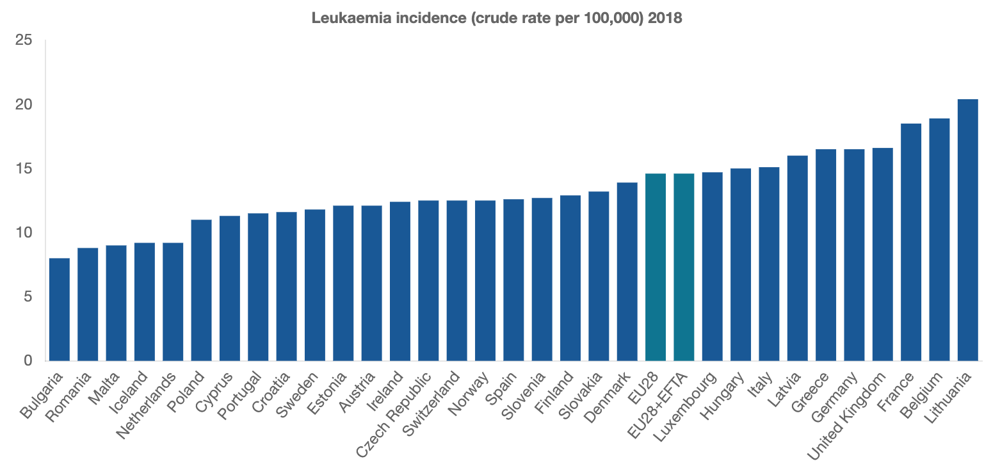 Leukaemia incidence (crude rate per 100,000) 2018
25
20
15
10
5
0
Bulgaria
Romania
Malta
Iceland
Netherlands
Poland
Cyprus
Portugal
Croatia
Sweden
Estonia
Austria
Ireland
Czech Republic
Switzerland
Norway
Spain
Slovenia
Finland
Slovakia
Denmark
EU28
EU28+EFTA
Luxembourg
Hungary
Italy
Latvia
Greece
Germany
United Kingdom
France
Belgium
Lithuania